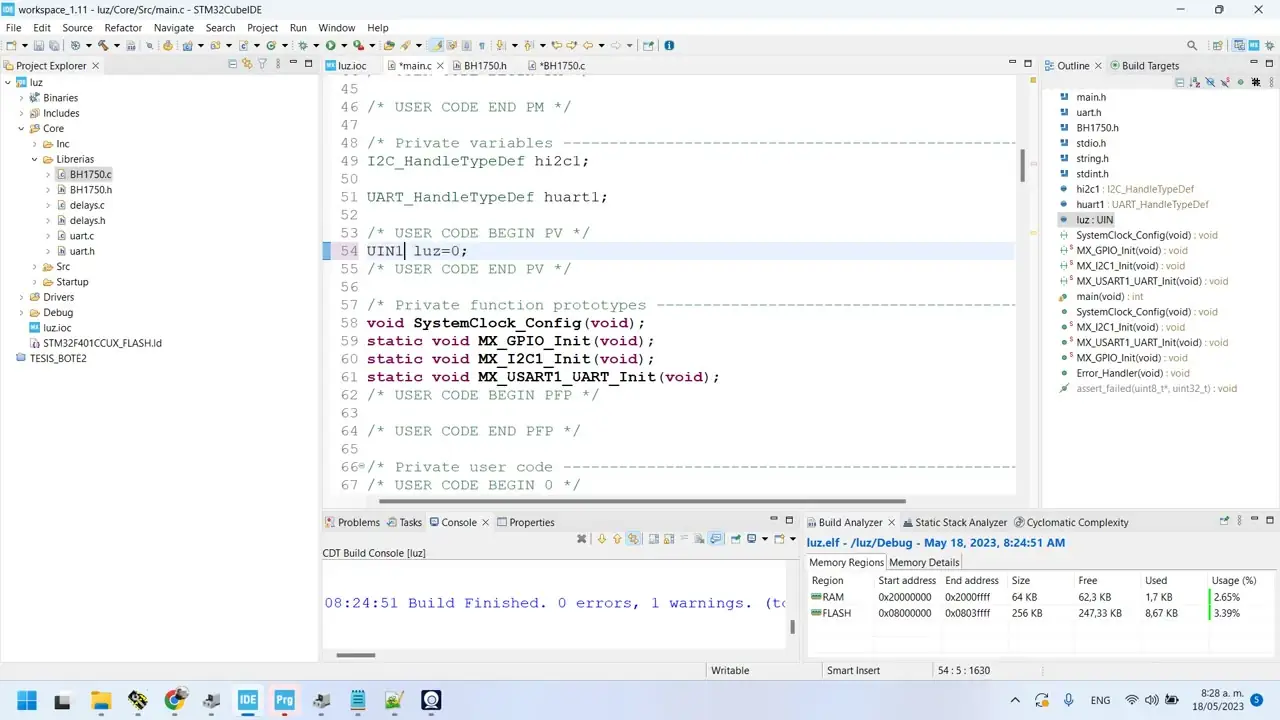 workspace_1.11 - luz/Core/Src/main.c - STM32CubeIDE
File Edit Source Refactor Navigate Search Project Run Window Help
Project Explorer
luz
Binaries
Includes
Core
Inc
Librerias
BH1750.c
BH1750.h
delays.c
delays.h
uart.c
uart.h
Src
Startup
Drivers
Debug
luz.ioc
STM32F401CCUX_FLASH.ld
TESIS_BOTE2
luz.ioc *main.c BH1750.h *BH1750.c
45
46 /* USER CODE END PM */
47
48 /* Private variables ---------------------------------------------------------
49 I2C_HandleTypeDef hi2c1;
50
51 UART_HandleTypeDef huart1;
52
53 /* USER CODE BEGIN PV */
54 UIN1 luz=0;
55 /* USER CODE END PV */
56
57 /* Private function prototypes -----------------------------------------------
58 void SystemClock_Config(void);
59 static void MX_GPIO_Init(void);
60 static void MX_I2C1_Init(void);
61 static void MX_USART1_UART_Init(void);
62 /* USER CODE BEGIN PFP */
63
64 /* USER CODE END PFP */
65
66 /* Private user code ---------------------------------------------------------
67 /* USER CODE BEGIN 0 */
Outline Build Targets
main.h
uart.h
BH1750.h
stdio.h
string.h
stdint.h
hi2c1 : I2C_HandleTypeDef
huart1 : UART_HandleTypeDef
luz : UIN
SystemClock_Config(void) : void
MX_GPIO_Init(void) : void
MX_I2C1_Init(void) : void
MX_USART1_UART_Init(void) : void
main(void) : int
SystemClock_Config(void) : void
MX_I2C1_Init(void) : void
MX_USART1_UART_Init(void) : void
MX_GPIO_Init(void) : void
Error_Handler(void) : void
assert_failed(uint8_t*, uint32_t) : void
Problems Tasks Console Properties
CDT Build Console [luz]
08:24:51 Build Finished. 0 errors, 1 warnings. (to
Build Analyzer Static Stack Analyzer Cyclomatic Complexity
luz.elf - /luz/Debug - May 18, 2023, 8:24:51 AM
Memory Regions Memory Details
Region Start address End address Size Free Used Usage (%)
RAM 0x20000000 0x2000ffff 64 KB 62,3 KB 1,7 KB 2.65%
FLASH 0x08000000 0x0803ffff 256 KB 247,33 KB 8,67 KB 3.39%
Writable Smart Insert 54 : 5 : 1630
IDE Prg ENG 8:28 a. m.
18/05/2023 5